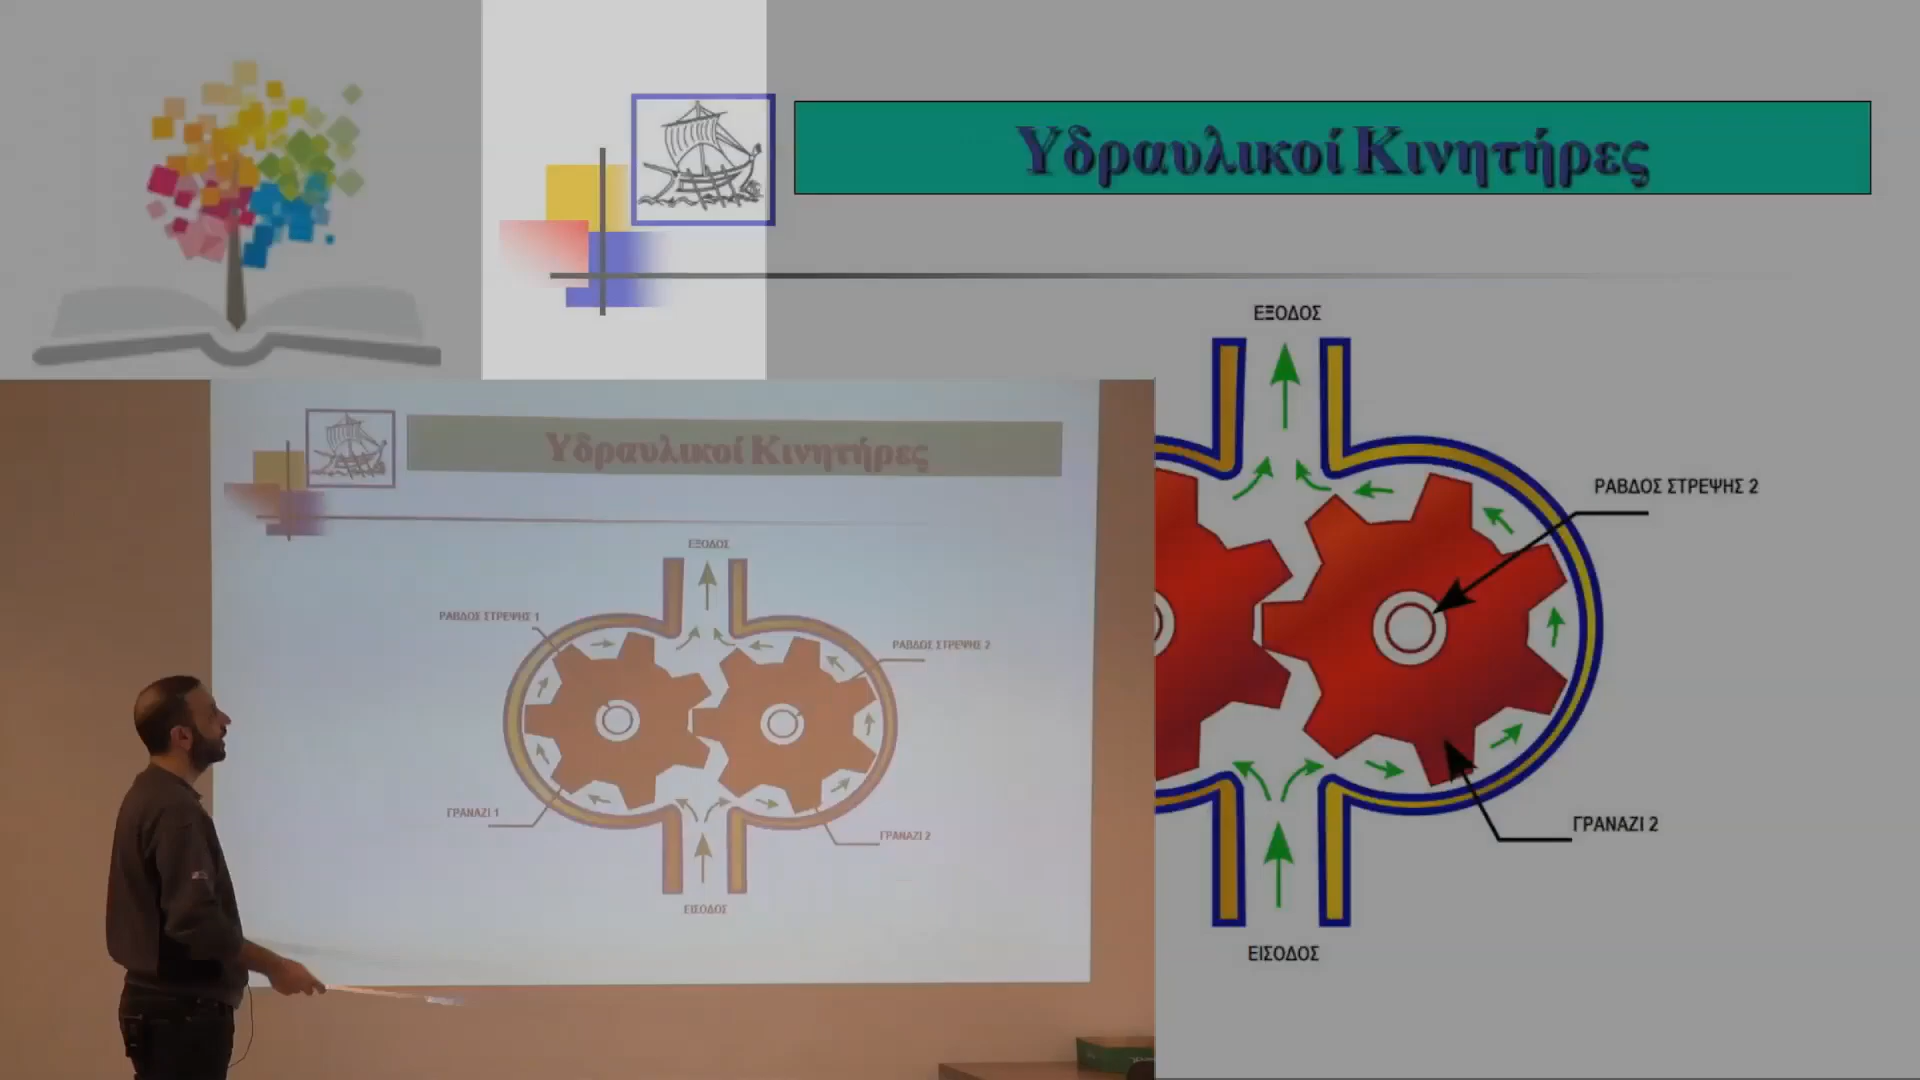 Υδραυλικοί Κινητήρες
ΕΞΟΔΟΣ
ΡΑΒΔΟΣ ΣΤΡΕΨΗΣ 2
ΓΡΑΝΑΖΙ 2
ΕΙΣΟΔΟΣ
Υδραυλικοί Κινητήρες
ΕΞΟΔΟΣ
ΡΑΒΔΟΣ ΣΤΡΕΨΗΣ 1
ΡΑΒΔΟΣ ΣΤΡΕΨΗΣ 2
ΓΡΑΝΑΖΙ 1
ΓΡΑΝΑΖΙ 2
ΕΙΣΟΔΟΣ